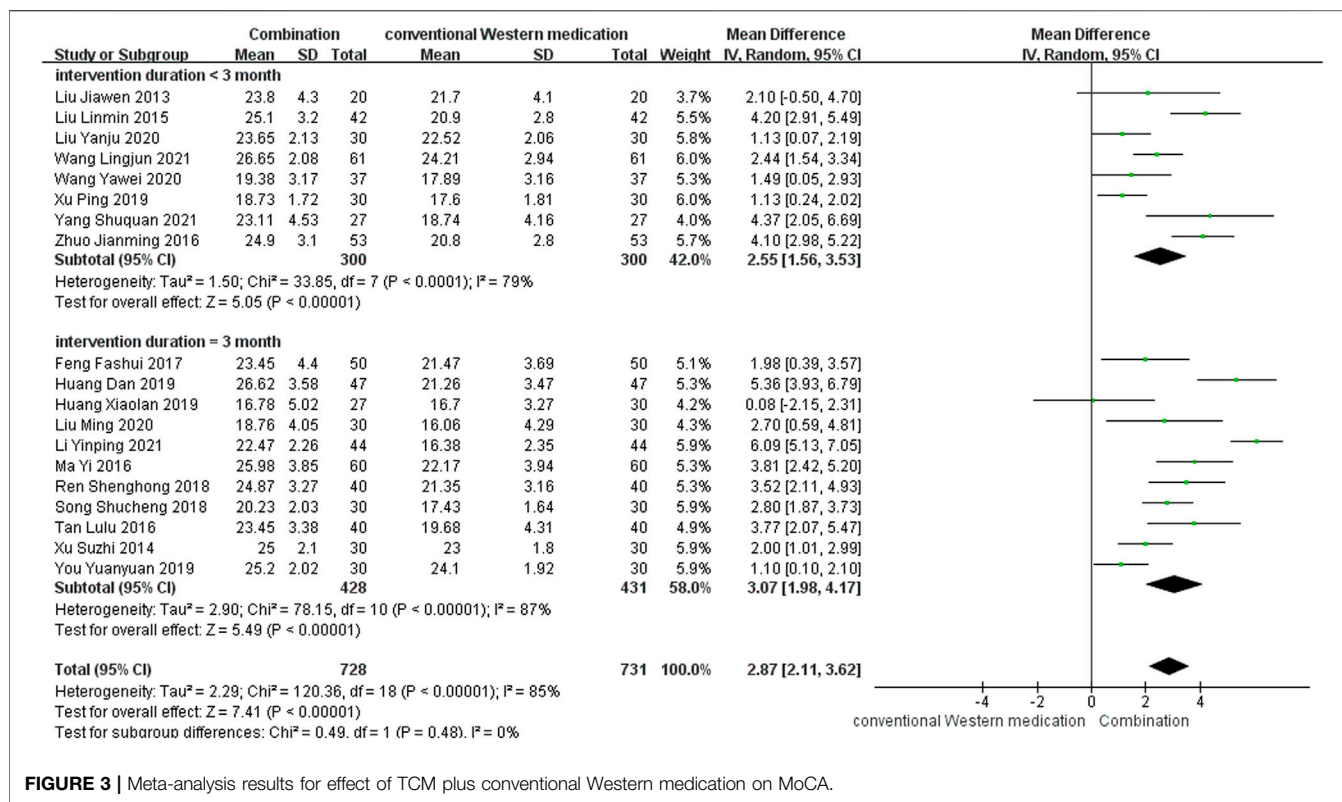 Combination conventional Western medication Mean Difference Mean Difference
Study or Subgroup Mean SD Total Mean SD Total Weight IV, Random, 95% CI IV, Random, 95% CI
intervention duration < 3 month
Liu Jiawen 2013 23.8 4.3 20 21.7 4.1 20 3.7% 2.10 [-0.50, 4.70]
Liu Linmin 2015 25.1 3.2 42 20.9 2.8 42 5.5% 4.20 [2.91, 5.49]
Liu Yanju 2020 23.65 2.13 30 22.52 2.06 30 5.8% 1.13 [0.07, 2.19]
Wang Lingjun 2021 26.65 2.08 61 24.21 2.94 61 6.0% 2.44 [1.54, 3.34]
Wang Yawei 2020 19.38 3.17 37 17.89 3.16 37 5.3% 1.49 [0.05, 2.93]
Xu Ping 2019 18.73 1.72 30 17.6 1.81 30 6.0% 1.13 [0.24, 2.02]
Yang Shuquan 2021 23.11 4.53 27 18.74 4.16 27 4.0% 4.37 [2.05, 6.69]
Zhuo Jianming 2016 24.9 3.1 53 20.8 2.8 53 5.7% 4.10 [2.98, 5.22]
Subtotal (95% CI) 300 300 42.0% 2.55 [1.56, 3.53]
Heterogeneity: Tau² = 1.50; Chi² = 33.85, df = 7 (P < 0.0001); I² = 79%
Test for overall effect: Z = 5.05 (P < 0.00001)
intervention duration = 3 month
Feng Fashui 2017 23.45 4.4 50 21.47 3.69 50 5.1% 1.98 [0.39, 3.57]
Huang Dan 2019 26.62 3.58 47 21.26 3.47 47 5.3% 5.36 [3.93, 6.79]
Huang Xiaolan 2019 16.78 5.02 27 16.7 3.27 30 4.2% 0.08 [-2.15, 2.31]
Liu Ming 2020 18.76 4.05 30 16.06 4.29 30 4.3% 2.70 [0.59, 4.81]
Li Yinping 2021 22.47 2.26 44 16.38 2.35 44 5.9% 6.09 [5.13, 7.05]
Ma Yi 2016 25.98 3.85 60 22.17 3.94 60 5.3% 3.81 [2.42, 5.20]
Ren Shenghong 2018 24.87 3.27 40 21.35 3.16 40 5.3% 3.52 [2.11, 4.93]
Song Shucheng 2018 20.23 2.03 30 17.43 1.64 30 6.0% 2.80 [1.87, 3.73]
Tan Lulu 2016 23.45 3.38 40 19.68 4.31 40 4.9% 3.77 [2.07, 5.47]
Xu Suzhi 2014 25 2.1 30 23 1.8 30 5.9% 2.00 [1.01, 2.99]
You Yuanyuan 2019 25.2 2.02 30 24.1 1.92 30 5.9% 1.10 [0.10, 2.10]
Subtotal (95% CI) 428 431 58.0% 3.07 [1.98, 4.17]
Heterogeneity: Tau² = 2.90; Chi² = 78.15, df = 10 (P < 0.00001); I² = 87%
Test for overall effect: Z = 5.49 (P < 0.00001)
Total (95% CI) 728 731 100.0% 2.87 [2.11, 3.62]
Heterogeneity: Tau² = 2.29; Chi² = 120.36, df = 18 (P < 0.00001); I² = 85%
Test for overall effect: Z = 7.41 (P < 0.00001)
Test for subgroup differences: Chi² = 0.49, df = 1 (P = 0.48), I² = 0%
-4 -2 0 2 4
conventional Western medication Combination
FIGURE 3 | Meta-analysis results for effect of TCM plus conventional Western medication on MoCA.